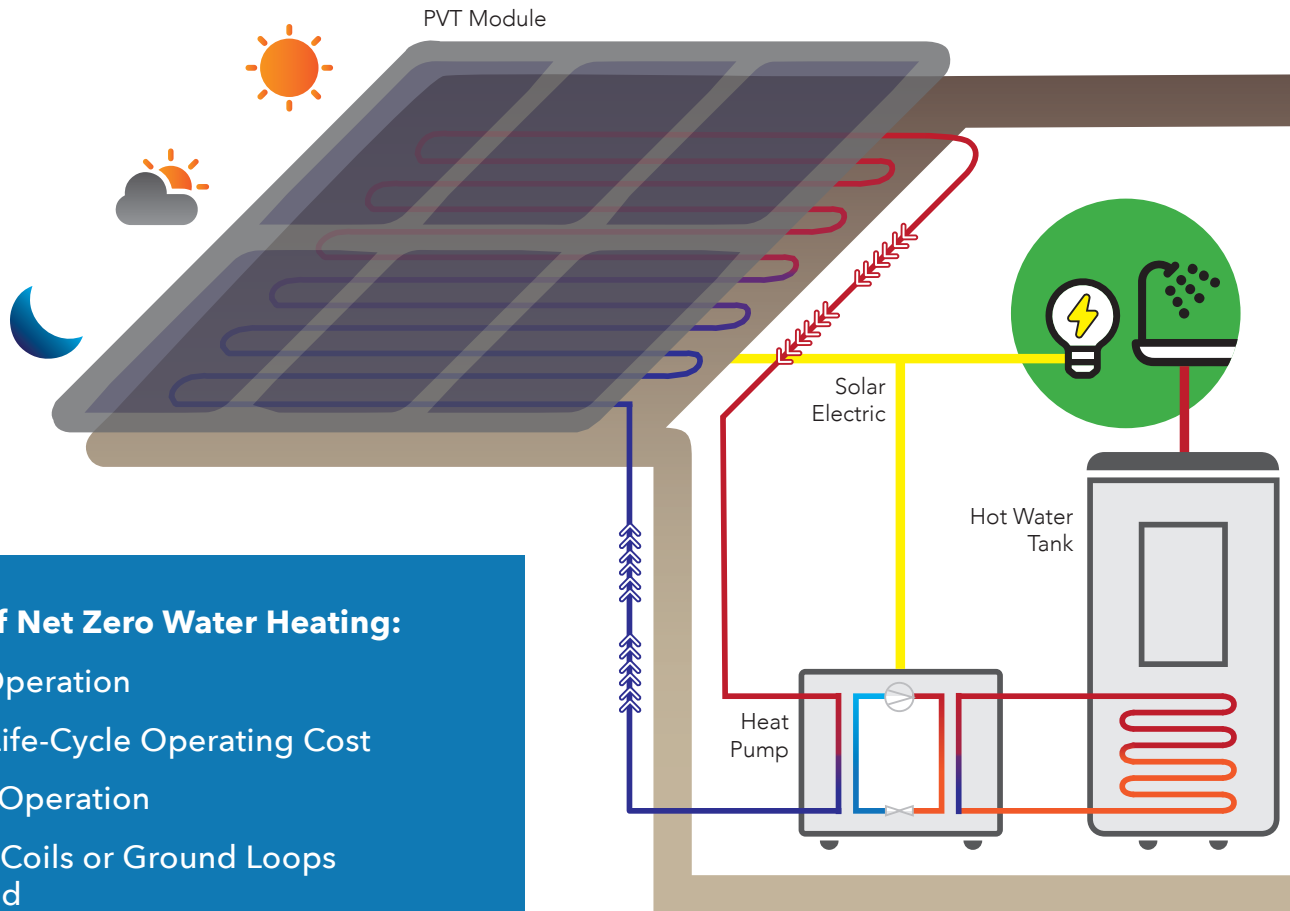 PVT Module
Solar
Electric
Hot Water
Tank
Heat
Pump
f Net Zero Water Heating:
Operation
Life-Cycle Operating Cost
Operation
Coils or Ground Loops
d